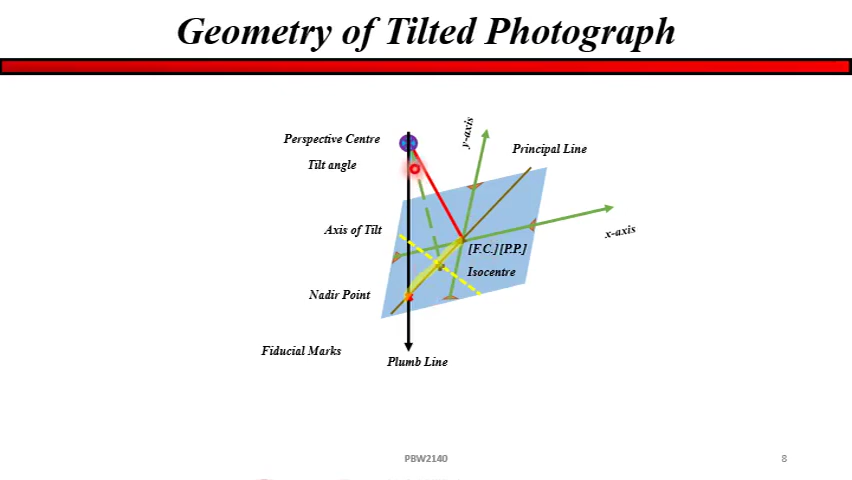 Geometry of Tilted Photograph
y-axis
Perspective Centre
Principal Line
Tilt angle
Axis of Tilt
x-axis
[F.C.][P.P.]
Isocentre
Nadir Point
Fiducial Marks
Plumb Line
PBW2140
8